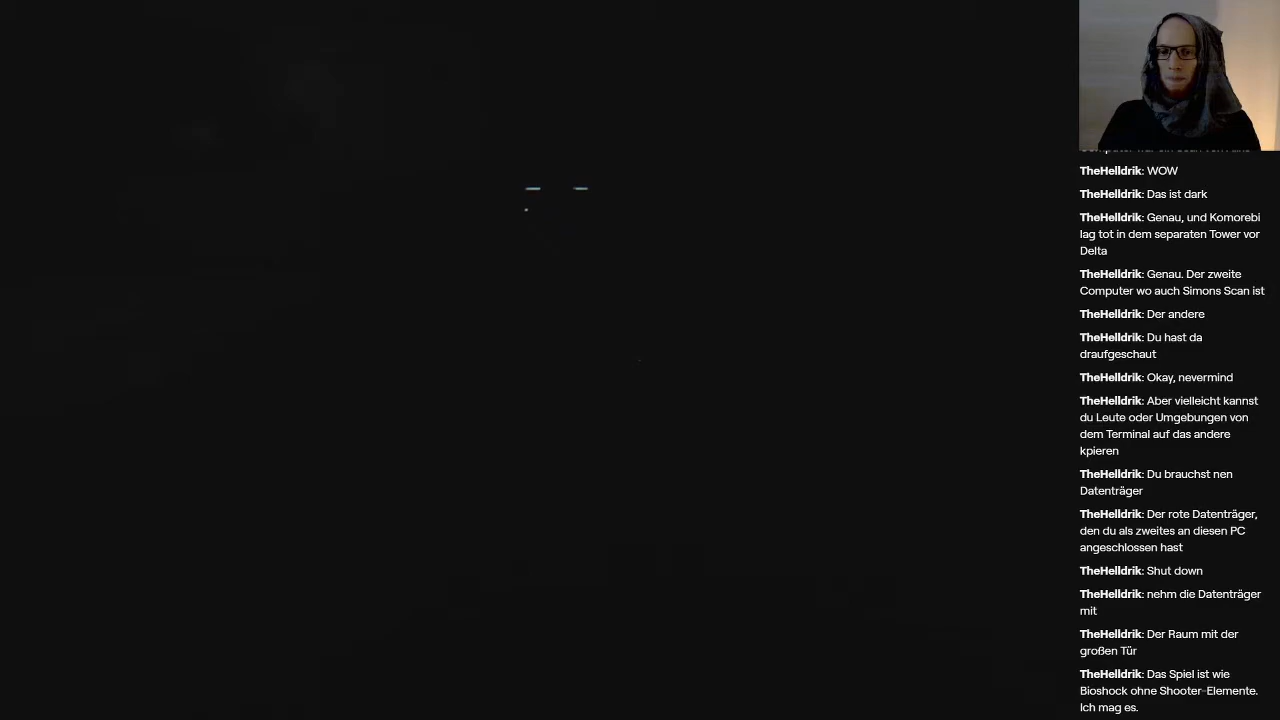 TheHelldrik: WOW
TheHelldrik: Das ist dark
TheHelldrik: Genau, und Komorebi
lag tot in dem separaten Tower vor
Delta
TheHelldrik: Genau. Der zweite
Computer wo auch Simons Scan ist
TheHelldrik: Der andere
TheHelldrik: Du hast da
draufgeschaut
TheHelldrik: Okay, nevermind
TheHelldrik: Aber vielleicht kannst
du Leute oder Umgebungen von
dem Terminal auf das andere
kpieren
TheHelldrik: Du brauchst nen
Datenträger
TheHelldrik: Der rote Datenträger,
den du als zweites an diesen PC
angeschlossen hast
TheHelldrik: Shut down
TheHelldrik: nehm die Datenträger
mit
TheHelldrik: Der Raum mit der
großen Tür
TheHelldrik: Das Spiel ist wie
Bioshock ohne Shooter-Elemente.
Ich mag es.